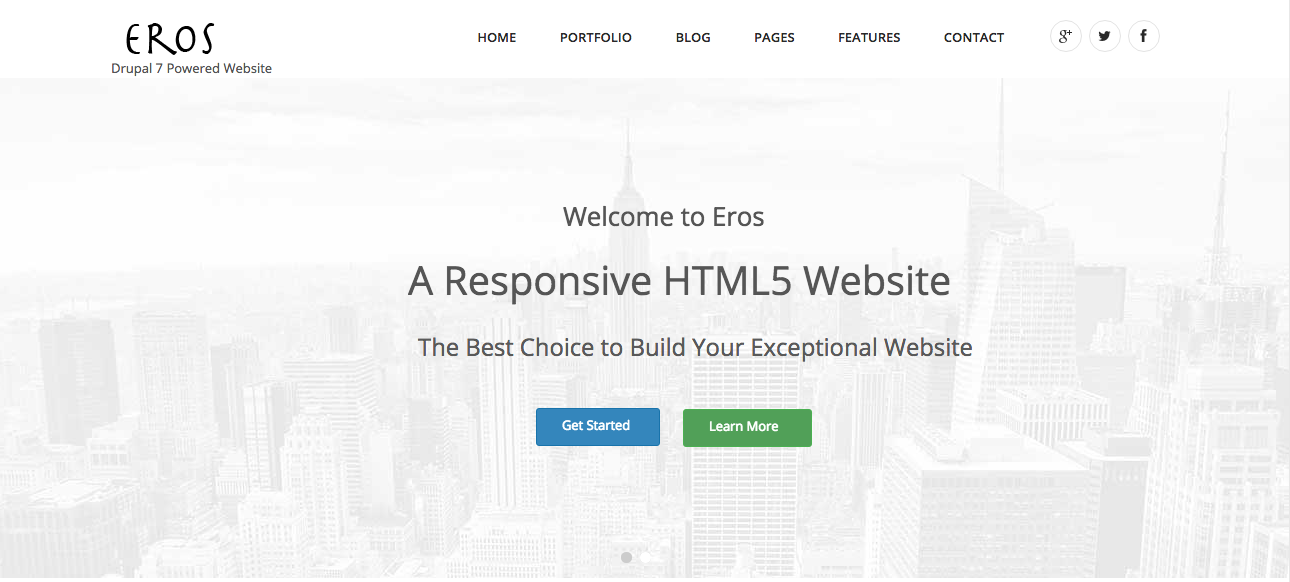 EROS
Drupal 7 Powered Website
HOME PORTFOLIO BLOG PAGES FEATURES CONTACT g+ f
Welcome to Eros
A Responsive HTML5 Website
The Best Choice to Build Your Exceptional Website
Get Started Learn More